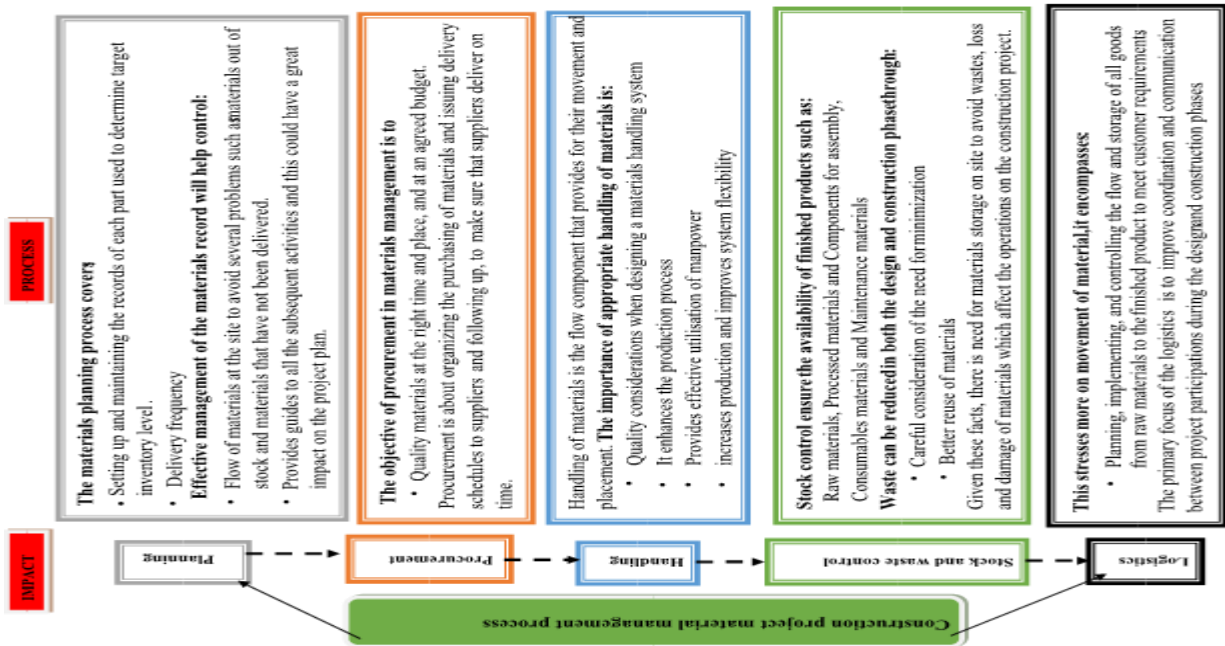 PROCESS
IMPACT
The materials planning process covers
• Setting up and maintaining the records of each part used to determine target
inventory level.
• Delivery frequency
Effective management of the materials record will help control:
• Flow of materials at the site to avoid several problems such asmaterials out of
stock and materials that have not been delivered.
• Provides guides to all the subsequent activities and this could have a great
impact on the project plan.
Planning
The objective of procurement in materials management is to
• Quality materials at the right time and place, and at an agreed budget.
Procurement is about organizing the purchasing of materials and issuing delivery
schedules to suppliers and following up, to make sure that suppliers deliver on
time.
Procurement
Handling of materials is the flow component that provides for their movement and
placement. The importance of appropriate handling of materials is:
• Quality considerations when designing a materials handling system
• It enhances the production process
• Provides effective utilisation of manpower
• increases production and improves system flexibility
Handling
Stock control ensure the availability of finished products such as:
Raw materials, Processed materials and Components for assembly,
Consumables materials and Maintenance materials
Waste can be reducedin both the design and construction phasethrough:
• Careful consideration of the need forminimization
• Better reuse of materials
Given these facts, there is need for materials storage on site to avoid wastes, loss
and damage of materials which affect the operations on the construction project.
Stock and waste control
This stresses more on movement of material,it encompasses:
• Planning, implementing, and controlling the flow and storage of all goods
from raw materials to the finished product to meet customer requirements
The primary focus of the logistics is to improve coordination and communication
between project participations during the designand construction phases
Logistics
Construction project material management process